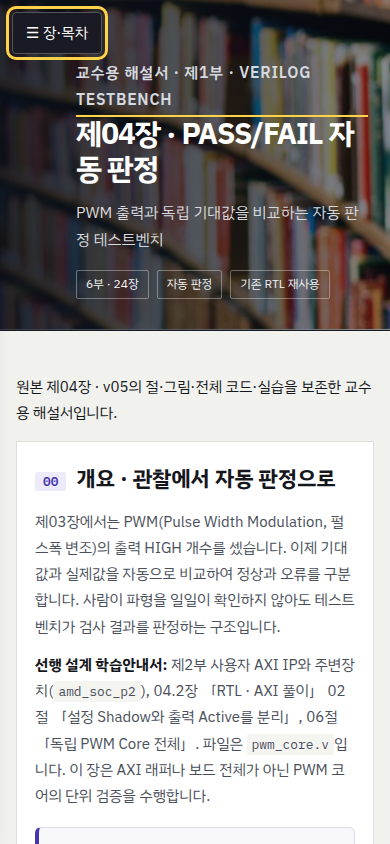 ☰ 장·목차
교수용 해설서 · 제1부 · VERILOG
TESTBENCH
제04장 · PASS/FAIL 자
동 판정
PWM 출력과 독립 기대값을 비교하는 자동 판
정 테스트벤치
6부 · 24장
자동 판정
기존 RTL 재사용
원본 제04장 · v05의 절·그림·전체 코드·실습을 보존한 교수
용 해설서입니다.
00 개요 · 관찰에서 자동 판정으로
제03장에서는 PWM(Pulse Width Modulation, 펄
스폭 변조)의 출력 HIGH 개수를 셌습니다. 이제 기대
값과 실제값을 자동으로 비교하여 정상과 오류를 구분
합니다. 사람이 파형을 일일이 확인하지 않아도 테스트
벤치가 검사 결과를 판정하는 구조입니다.
선행 설계 학습안내서: 제2부 사용자 AXI IP와 주변장
치( amd_soc_p2 ), 04.2장 「RTL · AXI 풀이」 02
절 「설정 Shadow와 출력 Active를 분리」, 06절
「독립 PWM Core 전체」. 파일은 pwm_core.v 입
니다. 이 장은 AXI 래퍼나 보드 전체가 아닌 PWM 코
어의 단위 검증을 수행합니다.